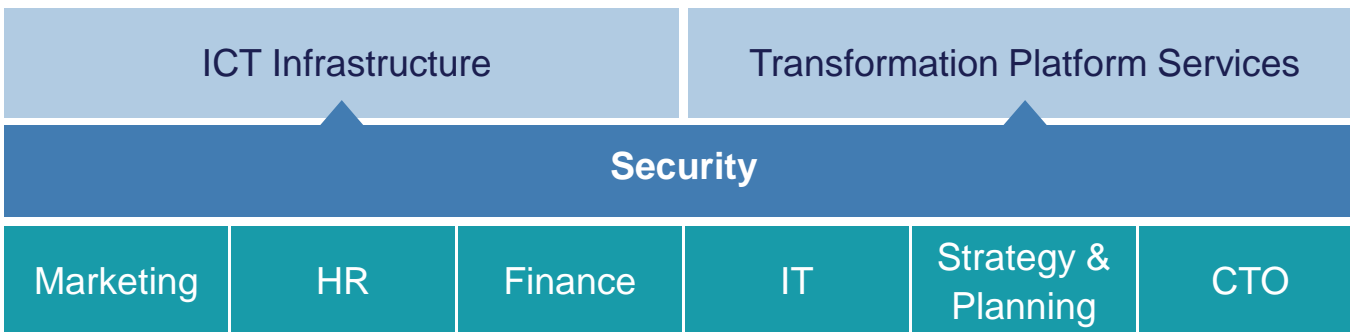 ICT Infrastructure
Transformation Platform Services
Security
Marketing
HR
Finance
IT
Strategy &
Planning
CTO